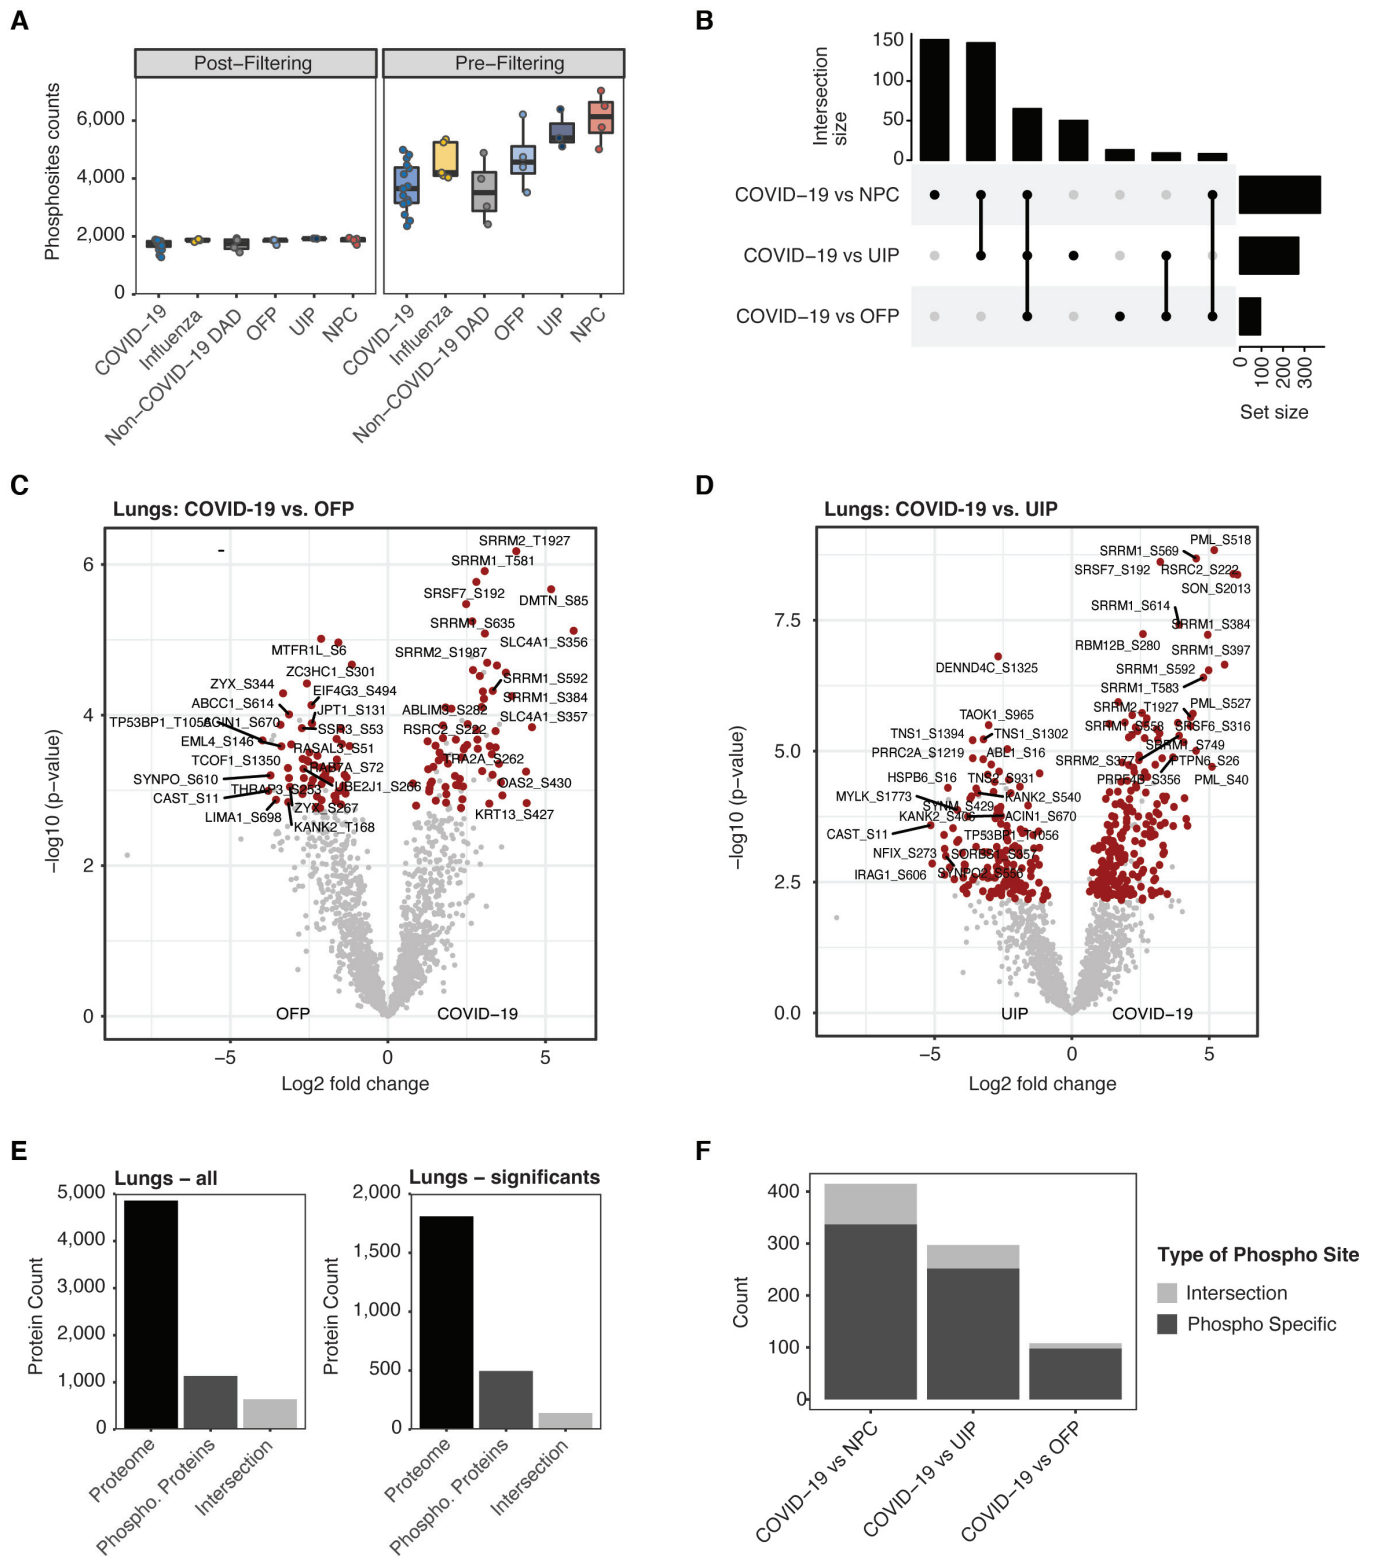 A
Post−Filtering
Pre−Filtering
Phosphosites counts
6,000
4,000
2,000
0
COVID−19
Influenza
Non−COVID−19 DAD
OFP
UIP
NPC
COVID−19
Influenza
Non−COVID−19 DAD
OFP
UIP
NPC
B
Intersection
size
150
100
50
0
COVID−19 vs NPC
COVID−19 vs UIP
COVID−19 vs OFP
0
100
200
300
Set size
C
Lungs: COVID-19 vs. OFP
−log10 (p−value)
6
4
2
0
-
SRRM2_T1927
SRRM1_T581
SRSF7_S192
DMTN_S85
SRRM1_S635
SLC4A1_S356
MTFR1L_S6
SRRM2_S1987
ZC3HC1_S301
SRRM1_S592
ZYX_S344
EIF4G3_S494
SRRM1_S384
ABCC1_S614
JPT1_S131
ABLIM3_S282
SLC4A1_S357
TP53BP1_T1056
ACIN1_S670
SSR3_S53
RSRC2_S222
EML4_S146
RASAL3_S51
TCOF1_S1350
RAB7A_S72
TRA2A_S262
SYNPO_S610
THRAP3_S253
UBE2J1_S266
OAS2_S430
CAST_S11
ZYX_S267
LIMA1_S698
KRT13_S427
KANK2_T168
OFP
COVID−19
−5
0
5
Log2 fold change
D
Lungs: COVID-19 vs. UIP
−log10 (p−value)
7.5
5.0
2.5
0.0
PML_S518
SRRM1_S569
SRSF7_S192
RSRC2_S222
SON_S2013
SRRM1_S614
SRRM1_S384
RBM12B_S280
SRRM1_S397
DENND4C_S1325
SRRM1_S592
SRRM1_T583
TAOK1_S965
SRRM2_T1927
PML_S527
TNS1_S1394
TNS1_S1302
SRRM1_S558
SRSF6_S316
PRRC2A_S1219
ABL1_S16
SRRM1_S749
SRRM2_S377
PTPN6_S26
HSPB6_S16
TNS2_S931
PRPF4B_S356
PML_S40
MYLK_S1773
SYNM_S429
KANK2_S540
ACIN1_S670
CAST_S11
TP53BP1_T1056
NFIX_S273
SORBS1_S357
IRAG1_S606
UIP
COVID−19
−5
0
5
Log2 fold change
E
Lungs − all
Protein Count
5,000
4,000
3,000
2,000
1,000
0
Proteome
Phospho. Proteins
Intersection
Lungs − significants
Protein Count
2,000
1,500
1,000
500
0
Proteome
Phospho. Proteins
Intersection
F
Count
400
300
200
100
0
COVID−19 vs NPC
COVID−19 vs UIP
COVID−19 vs OFP
Type of Phospho Site
Intersection
Phospho Specific